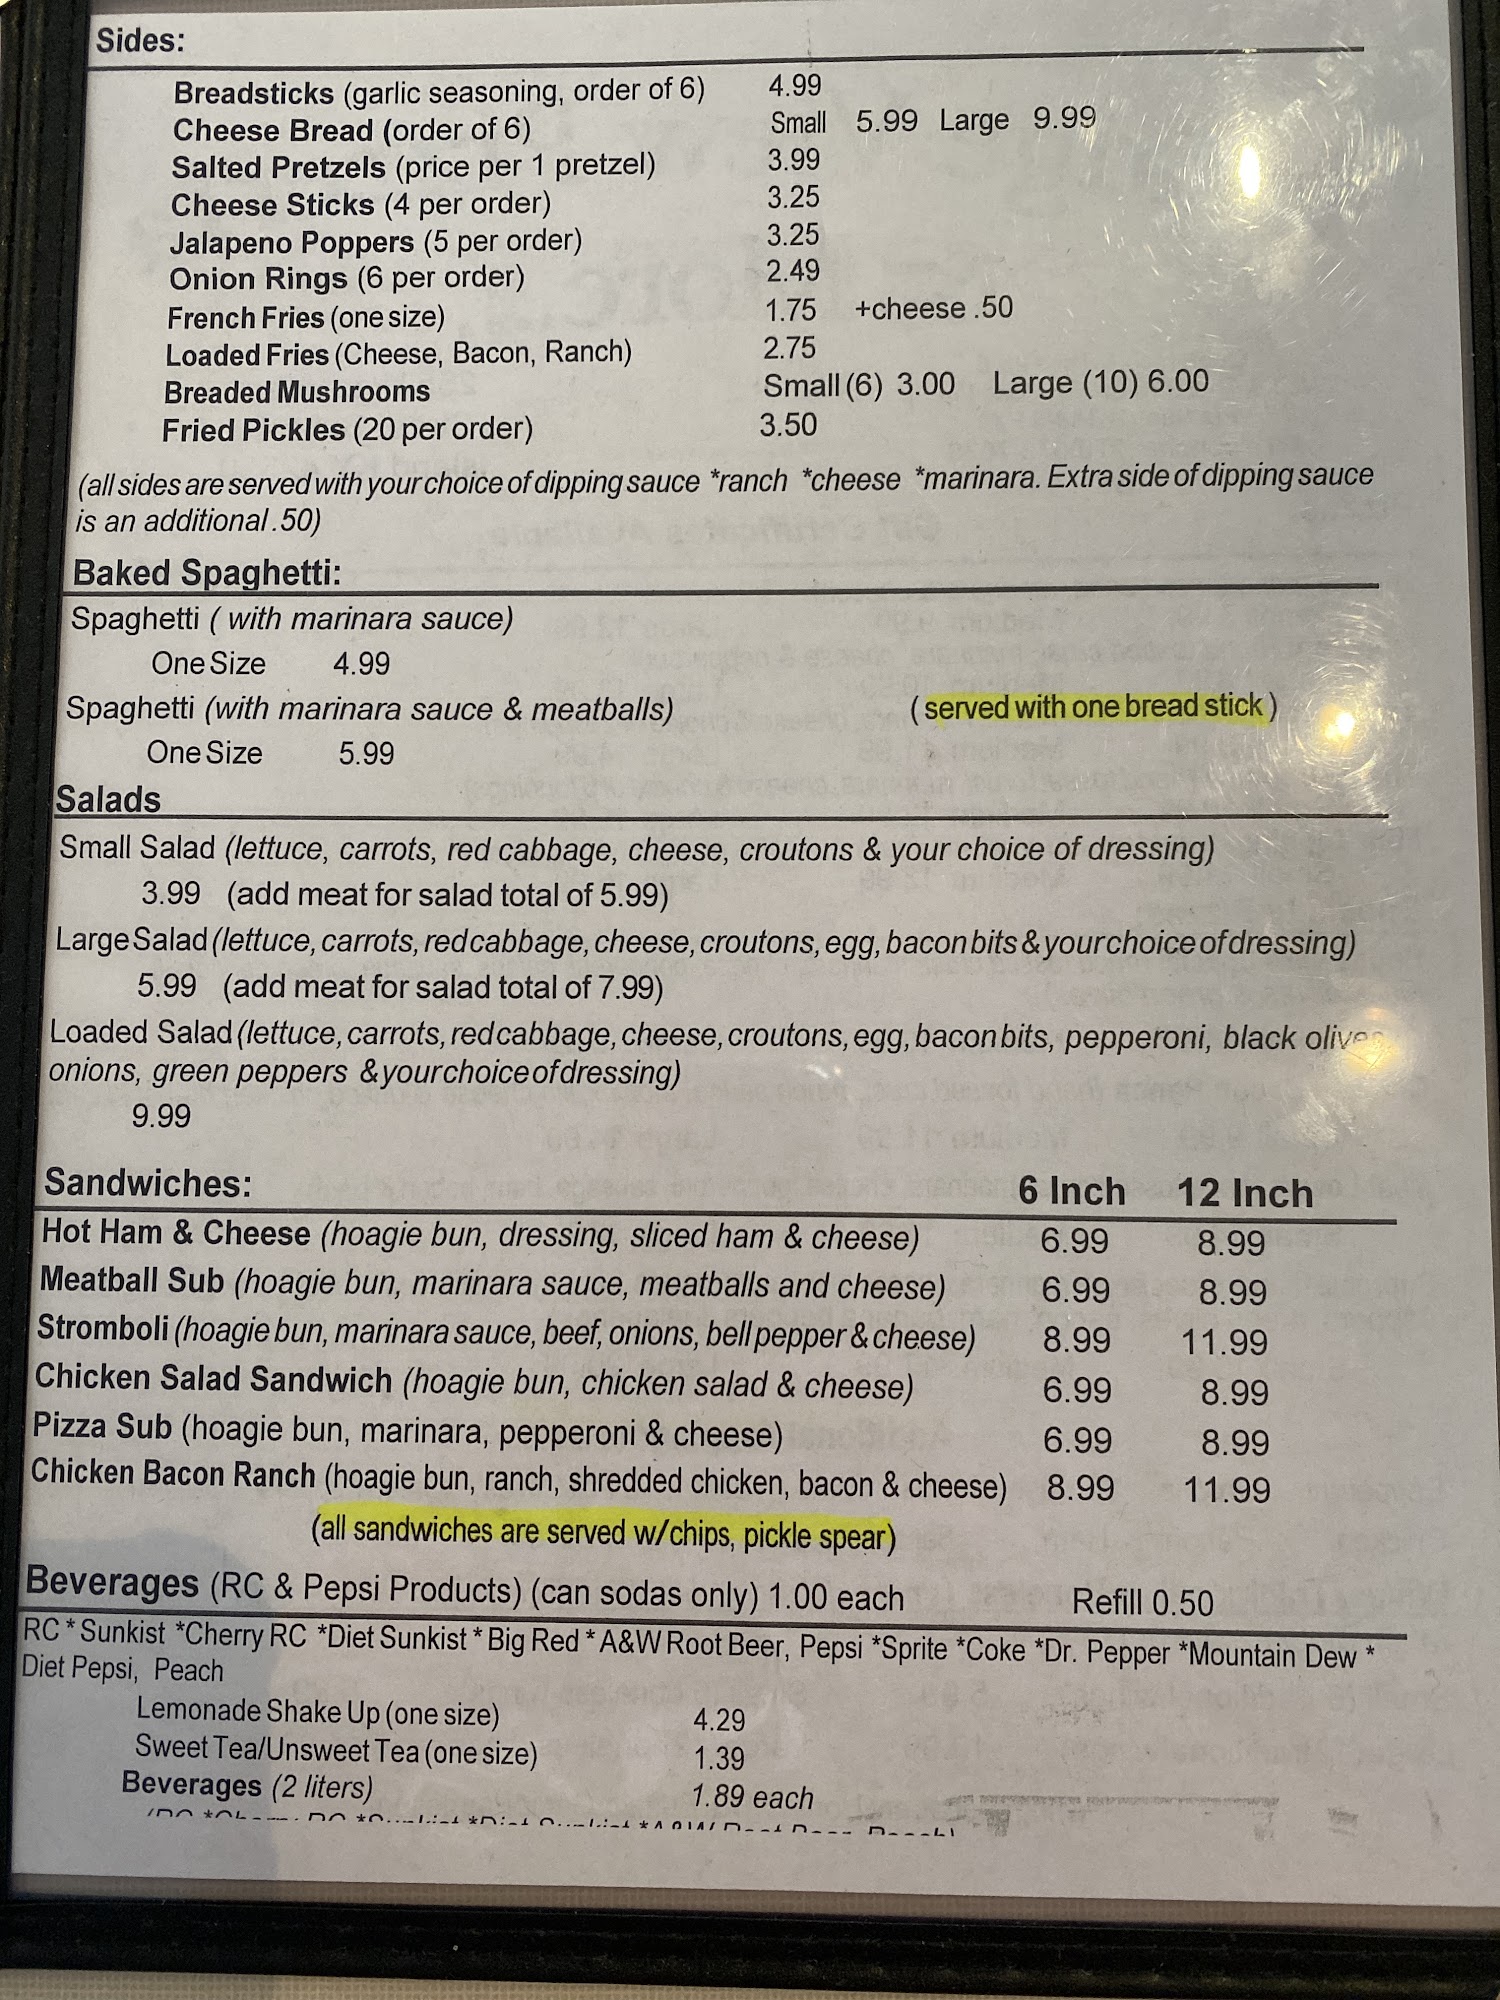 Sides:
Breadsticks (garlic seasoning, order of 6) 4.99
Cheese Bread (order of 6) Small 5.99 Large 9.99
Salted Pretzels (price per 1 pretzel) 3.99
Cheese Sticks (4 per order) 3.25
Jalapeno Poppers (5 per order) 3.25
Onion Rings (6 per order) 2.49
French Fries (one size) 1.75 +cheese .50
Loaded Fries (Cheese, Bacon, Ranch) 2.75
Breaded Mushrooms Small (6) 3.00 Large (10) 6.00
Fried Pickles (20 per order) 3.50
(all sides are served with your choice of dipping sauce *ranch *cheese *marinara. Extra side of dipping sauce
is an additional .50)
Baked Spaghetti:
Spaghetti ( with marinara sauce)
One Size 4.99
Spaghetti (with marinara sauce & meatballs) ( served with one bread stick )
One Size 5.99
Salads
Small Salad (lettuce, carrots, red cabbage, cheese, croutons & your choice of dressing)
3.99 (add meat for salad total of 5.99)
Large Salad (lettuce, carrots, red cabbage, cheese, croutons, egg, bacon bits & your choice of dressing)
5.99 (add meat for salad total of 7.99)
Loaded Salad (lettuce, carrots, red cabbage, cheese, croutons, egg, bacon bits, pepperoni, black olives
onions, green peppers & your choice of dressing)
9.99
Sandwiches: 6 Inch 12 Inch
Hot Ham & Cheese (hoagie bun, dressing, sliced ham & cheese) 6.99 8.99
Meatball Sub (hoagie bun, marinara sauce, meatballs and cheese) 6.99 8.99
Stromboli (hoagie bun, marinara sauce, beef, onions, bell pepper & cheese) 8.99 11.99
Chicken Salad Sandwich (hoagie bun, chicken salad & cheese) 6.99 8.99
Pizza Sub (hoagie bun, marinara, pepperoni & cheese) 6.99 8.99
Chicken Bacon Ranch (hoagie bun, ranch, shredded chicken, bacon & cheese) 8.99 11.99
(all sandwiches are served w/chips, pickle spear)
Beverages (RC & Pepsi Products) (can sodas only) 1.00 each Refill 0.50
RC * Sunkist *Cherry RC *Diet Sunkist * Big Red * A&W Root Beer, Pepsi *Sprite *Coke *Dr. Pepper *Mountain Dew *
Diet Pepsi, Peach
Lemonade Shake Up (one size) 4.29
Sweet Tea/Unsweet Tea (one size) 1.39
Beverages (2 liters) 1.89 each